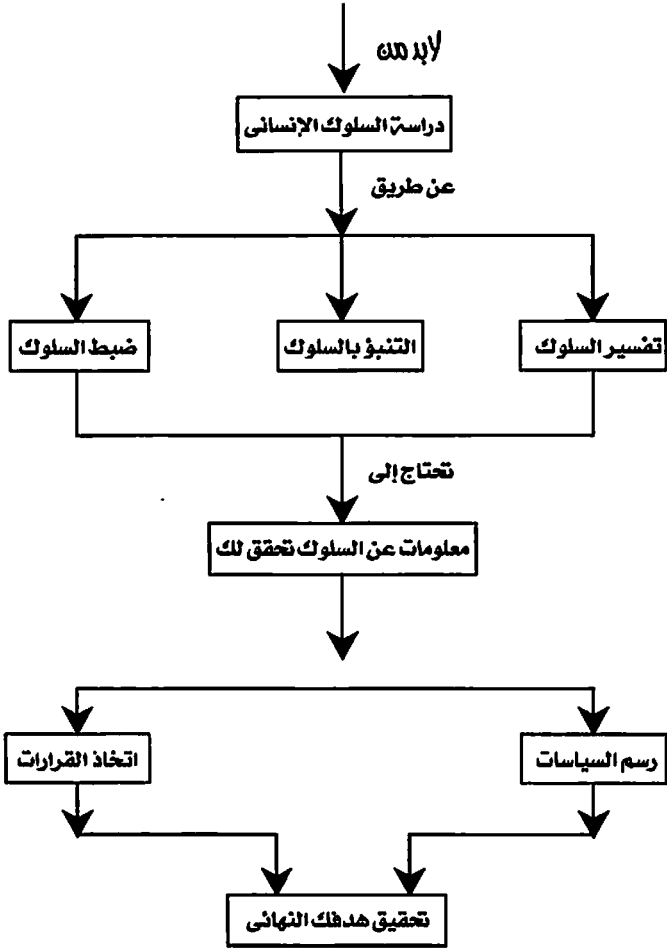 لابد من
دراسة السلوك الإنسانى
عن طريق
تفسير السلوك
التنبؤ بالسلوك
ضبط السلوك
تحتاج إلى
معلومات عن السلوك تحقق لك
رسم السياسات
اتخاذ القرارات
تحقيق هدفك النهائى